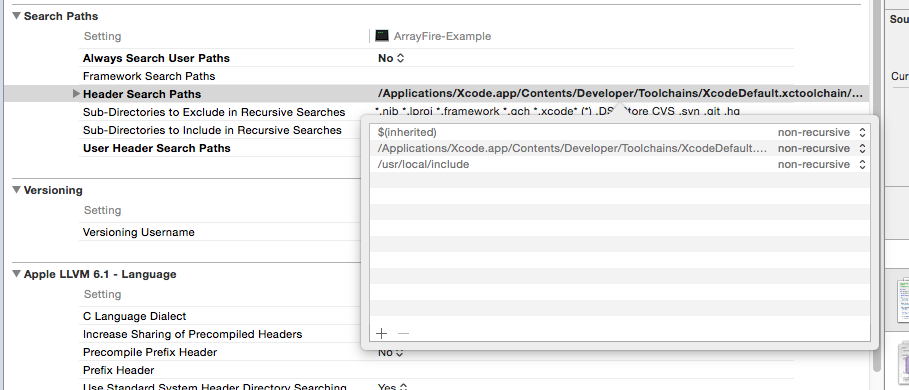 Search Paths
Sou
Setting ArrayFire-Example
Always Search User Paths No
Framework Search Paths
Cur
Header Search Paths /Applications/Xcode.app/Contents/Developer/Toolchains/XcodeDefault.xctoolchain/...
Sub-Directories to Exclude in Recursive Searches *.nib *.lproj *.framework *.gch *.xcode* (*) .DS_Store CVS .svn .git .hg
Sub-Directories to Include in Recursive Searches
$(inherited) non-recursive
User Header Search Paths
/Applications/Xcode.app/Contents/Developer/Toolchains/XcodeDefault.... non-recursive
/usr/local/include non-recursive
Versioning
Setting
Versioning Username
Apple LLVM 6.1 - Language
Setting
C Language Dialect
Increase Sharing of Precompiled Headers
Precompile Prefix Header No
Prefix Header
Use Standard System Header Directory Searching Yes